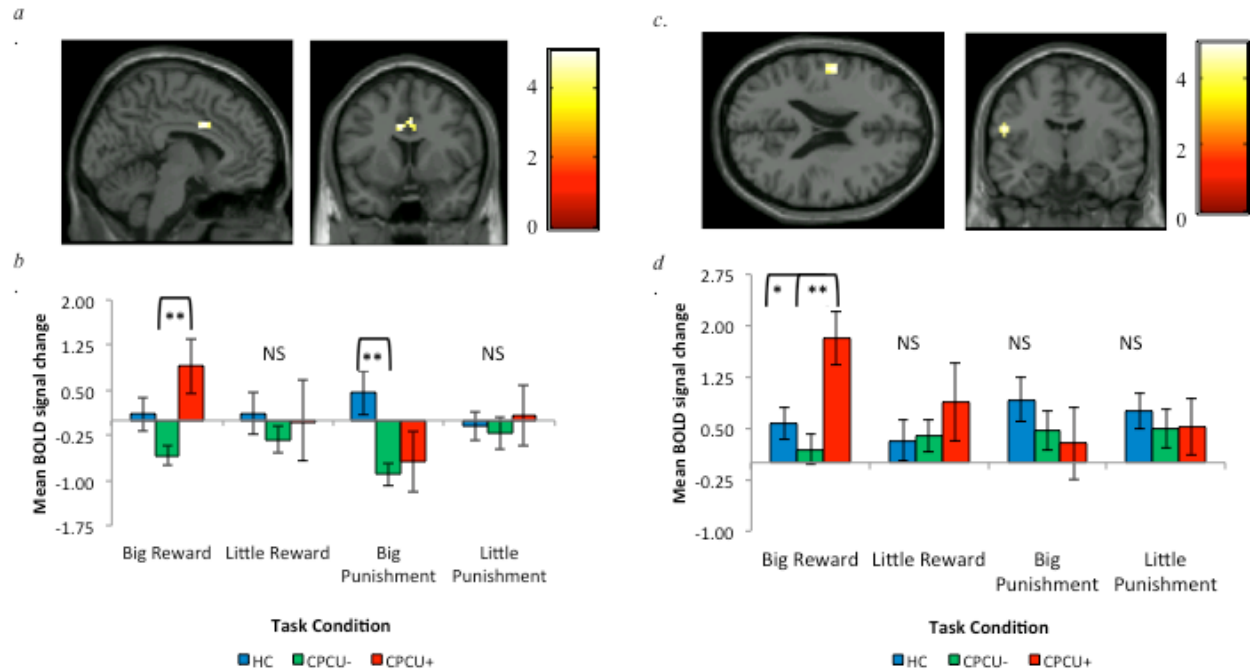 a
.
4
2
0
c.
4
2
0
b
.
Mean BOLD signal change
2.00
1.25
0.50
-0.25
-1.00
-1.75
**
NS
**
NS
Big Reward
Little Reward
Big
Punishment
Little
Punishment
Task Condition
HC CPCU- CPCU+
d
.
Mean BOLD signal change
2.75
2.00
1.25
0.50
-0.25
-1.00
* **
NS
NS
NS
Big Reward
Little Reward
Big
Punishment
Little
Punishment
Task Condition
HC CPCU- CPCU+